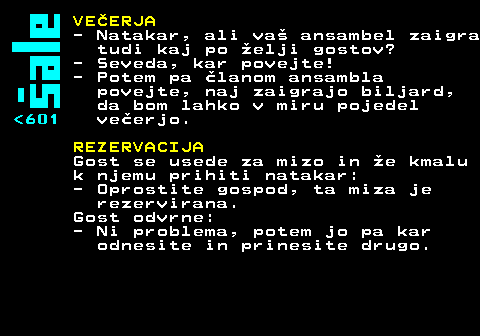 šale
<601
VEČERJA
- Natakar, ali vaš ansambel zaigra
tudi kaj po želji gostov?
- Seveda, kar povejte!
- Potem pa članom ansambla
povejte, naj zaigrajo biljard,
da bom lahko v miru pojedel
večerjo.
REZERVACIJA
Gost se usede za mizo in že kmalu
k njemu prihiti natakar:
- Oprostite gospod, ta miza je
rezervirana.
Gost odvrne:
- Ni problema, potem jo pa kar
odnesite in prinesite drugo.